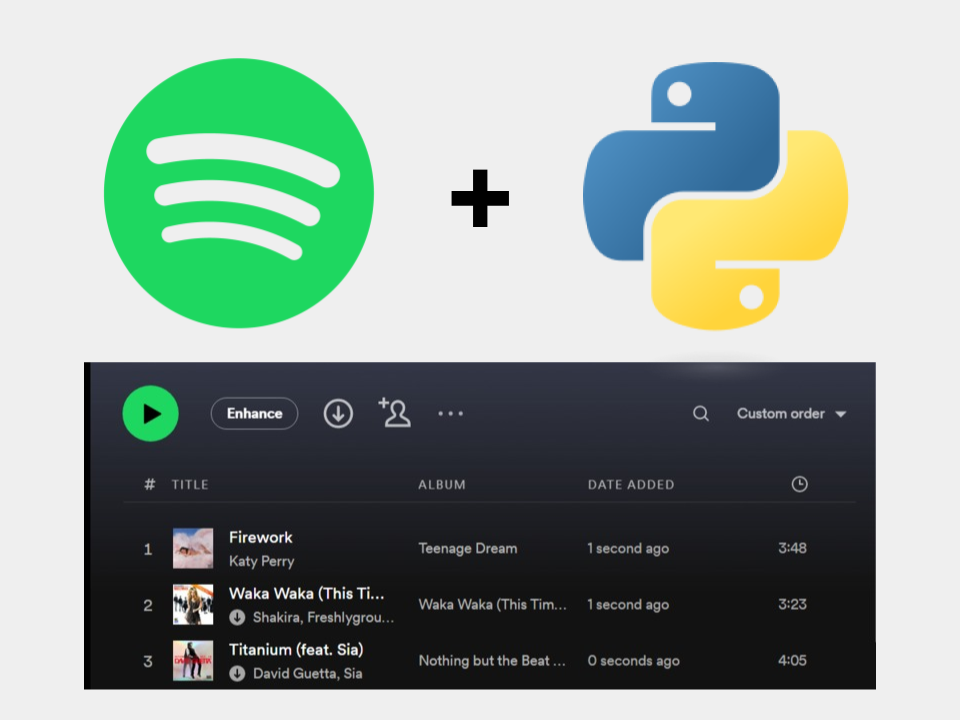 +
Enhance
Custom order
# TITLE ALBUM DATE ADDED
1 Firework Teenage Dream 1 second ago 3:48
Katy Perry
2 Waka Waka (This Ti... Waka Waka (This Tim... 1 second ago 3:23
Shakira, Freshlygrou...
3 Titanium (feat. Sia) Nothing but the Beat ... 0 seconds ago 4:05
David Guetta, Sia